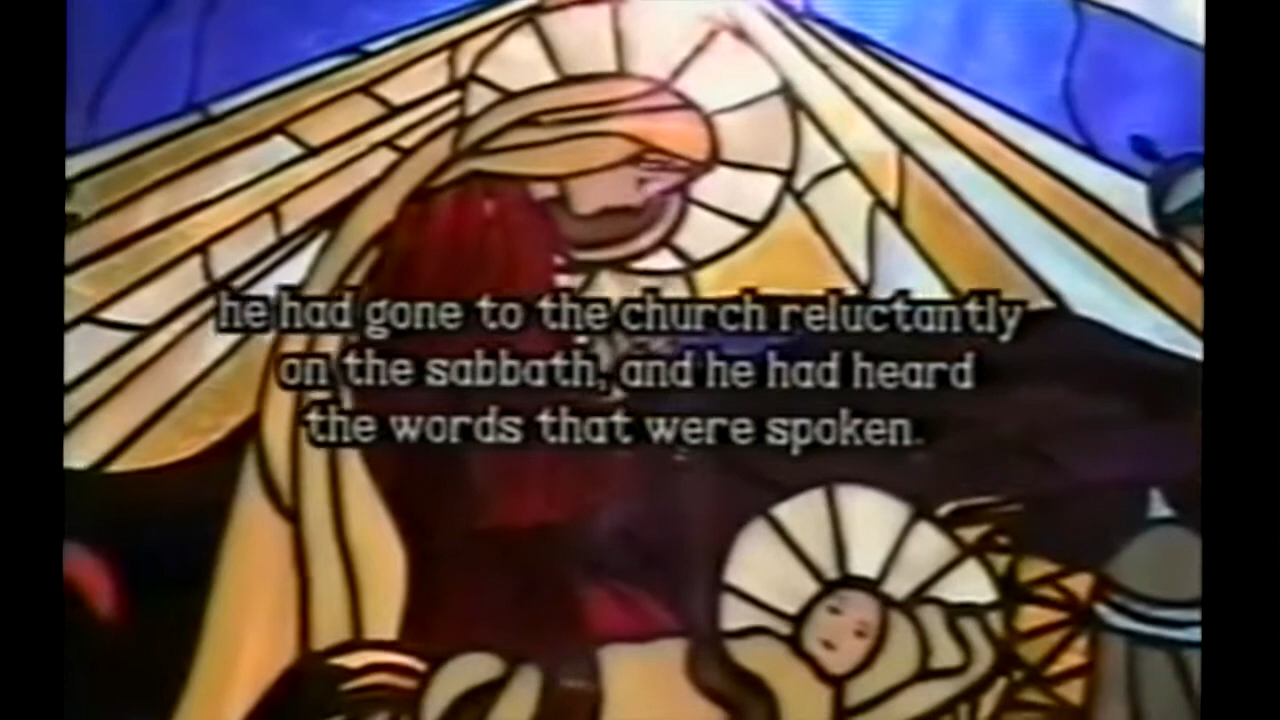 he had gone to the church reluctantly
on the sabbath, and he had heard
the words that were spoken.